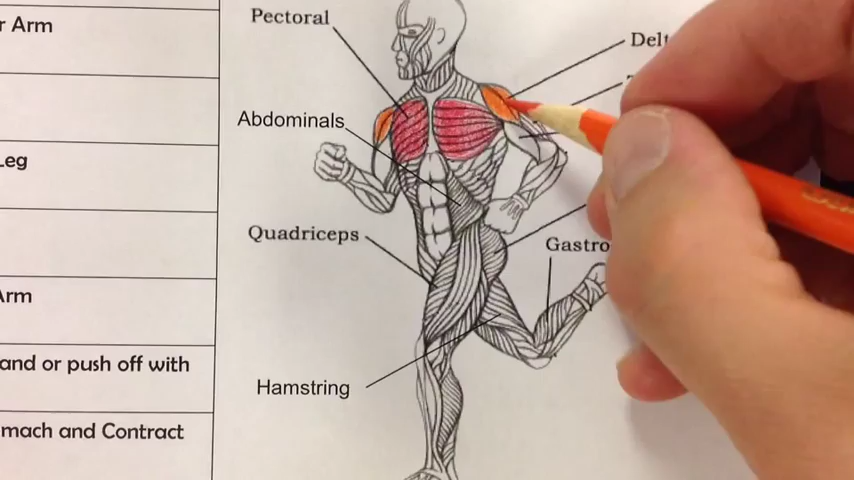 r Arm
Leg
Arm
and or push off with
mach and Contract
Pectoral
Delt
Abdominals
Quadriceps
Gastro
Hamstring